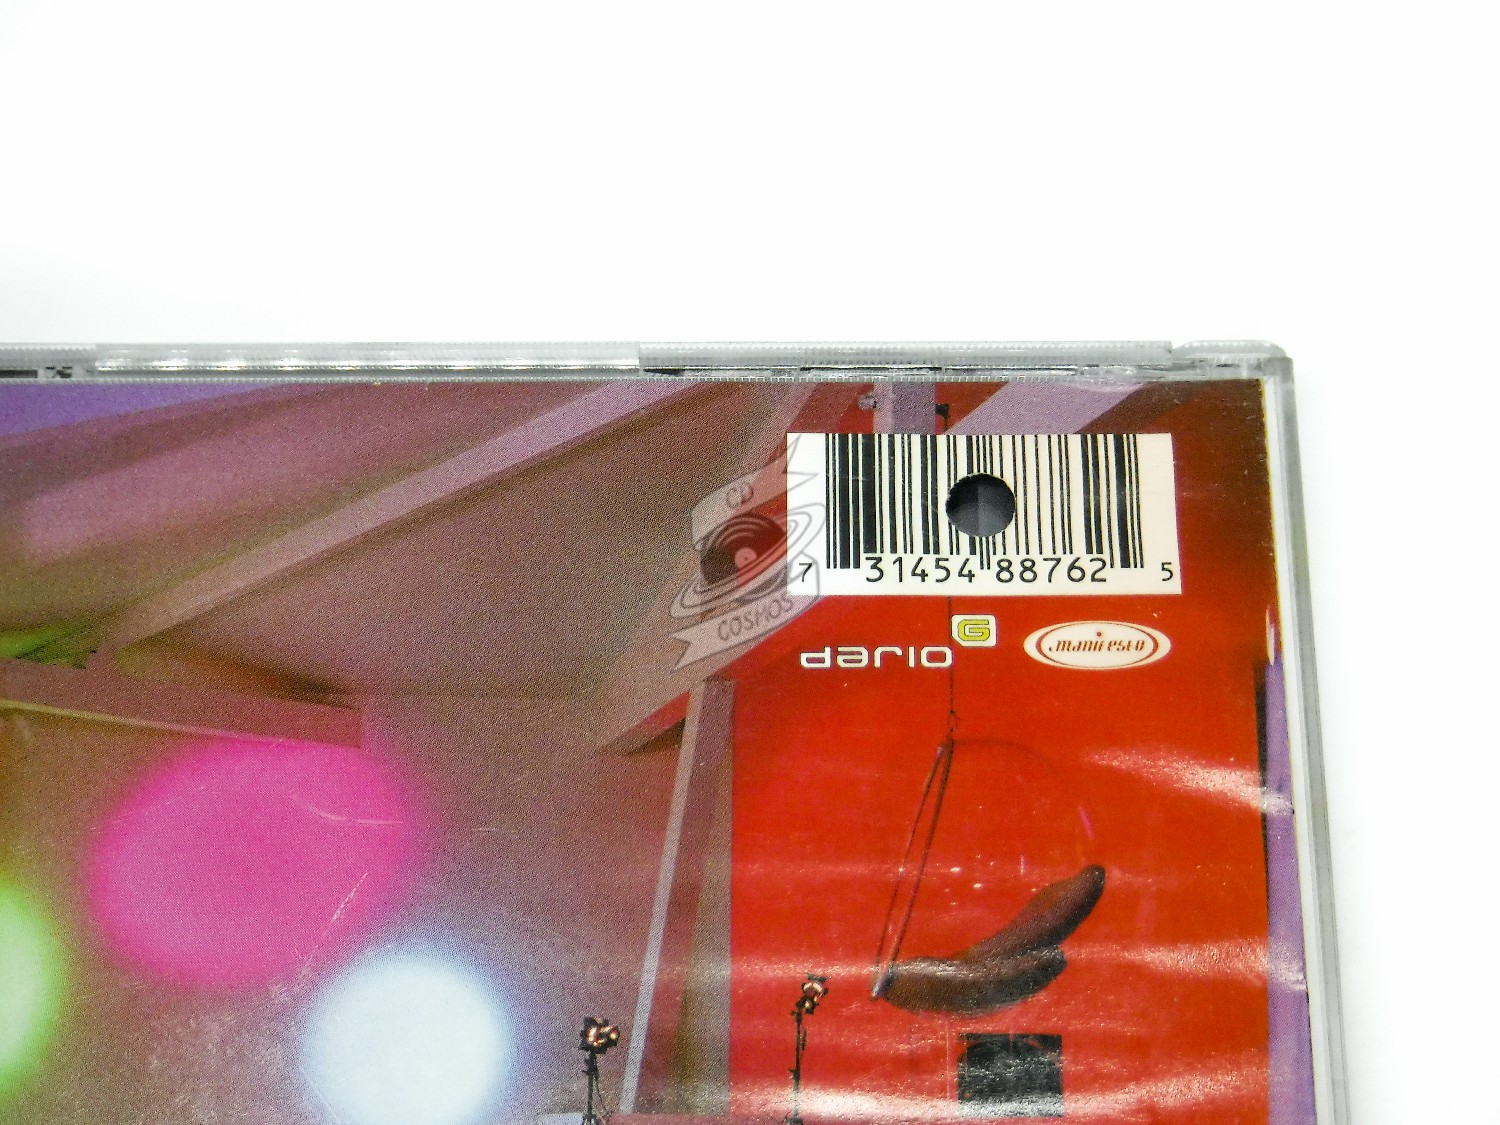 CD
COSMOS
7 31454 88762 5
dario G
manifesto